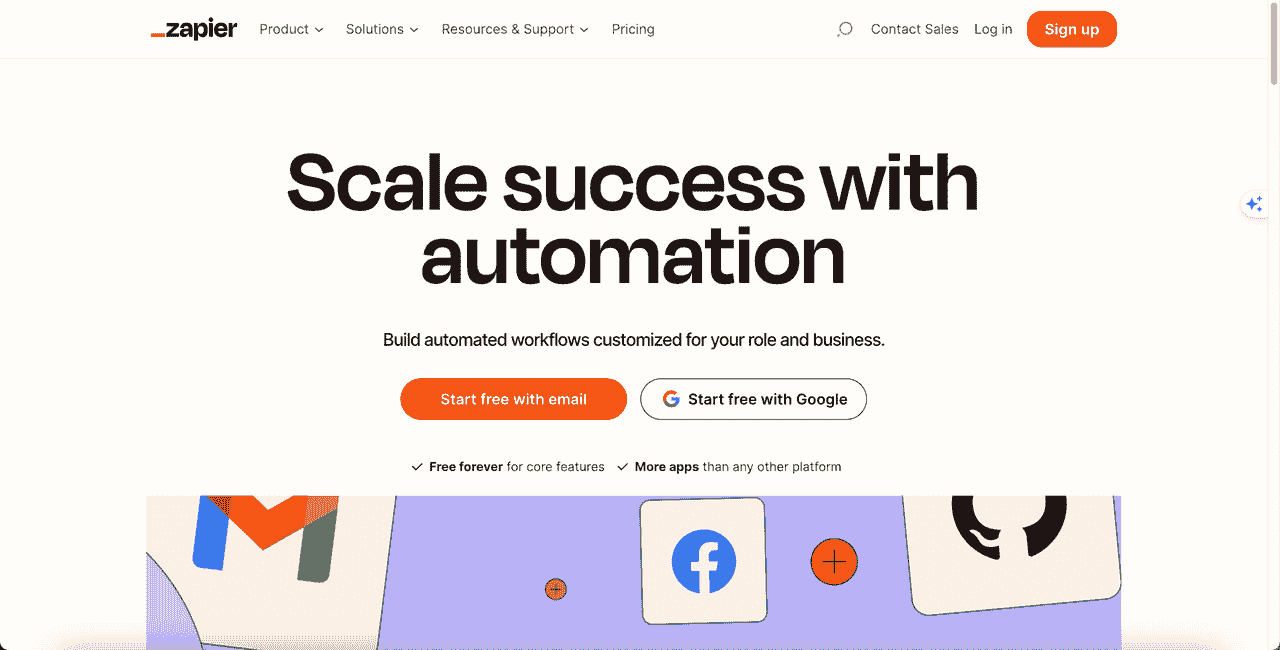 zapier
Product
Solutions
Resources & Support
Pricing
Contact Sales
Log in
Sign up
Scale success with
automation
Build automated workflows customized for your role and business.
Start free with email
Start free with Google
Free forever for core features
More apps than any other platform